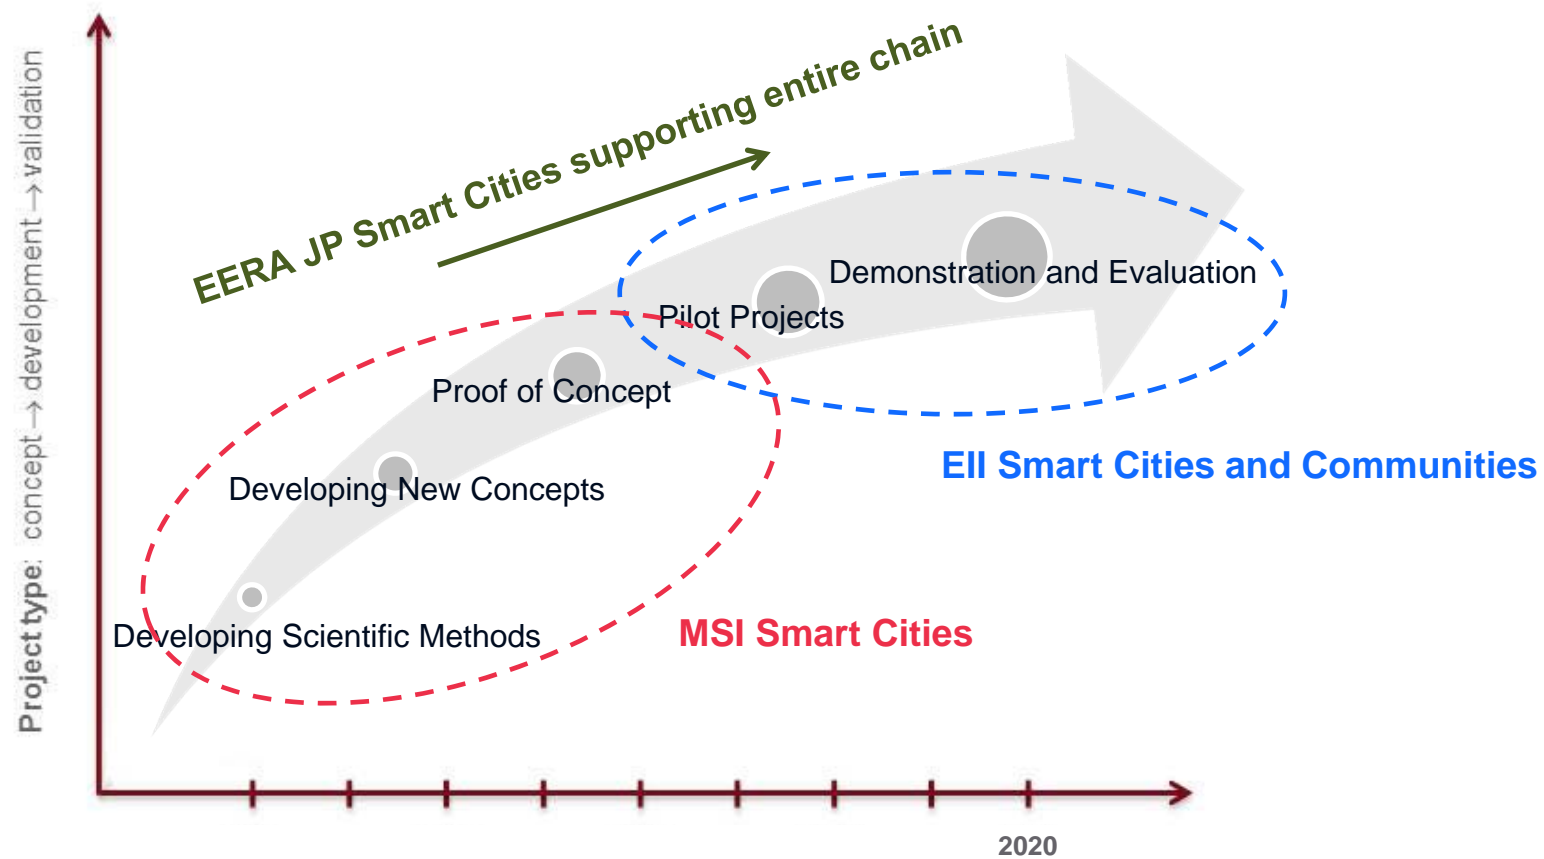 EERA JP Smart Cities supporting entire chain
Project type: concept → development → validation
Demonstration and Evaluation
Pilot Projects
Proof of Concept
EII Smart Cities and Communities
Developing New Concepts
MSI Smart Cities
Developing Scientific Methods
2020